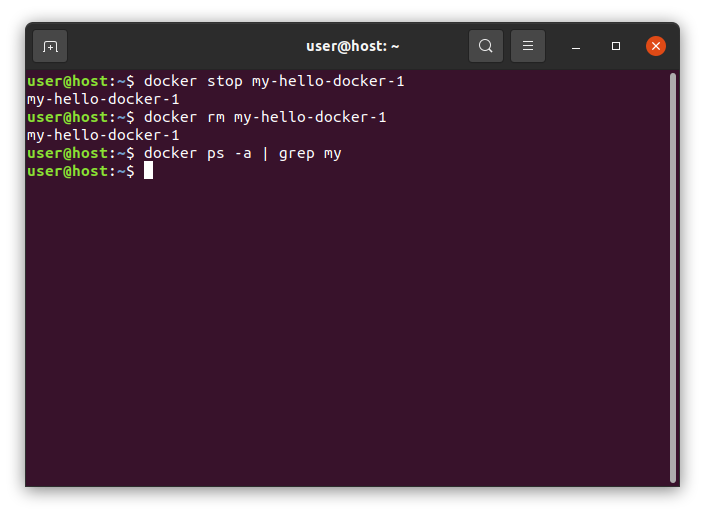 user@host: ~
user@host:~$ docker stop my-hello-docker-1
my-hello-docker-1
user@host:~$ docker rm my-hello-docker-1
my-hello-docker-1
user@host:~$ docker ps -a | grep my
user@host:~$